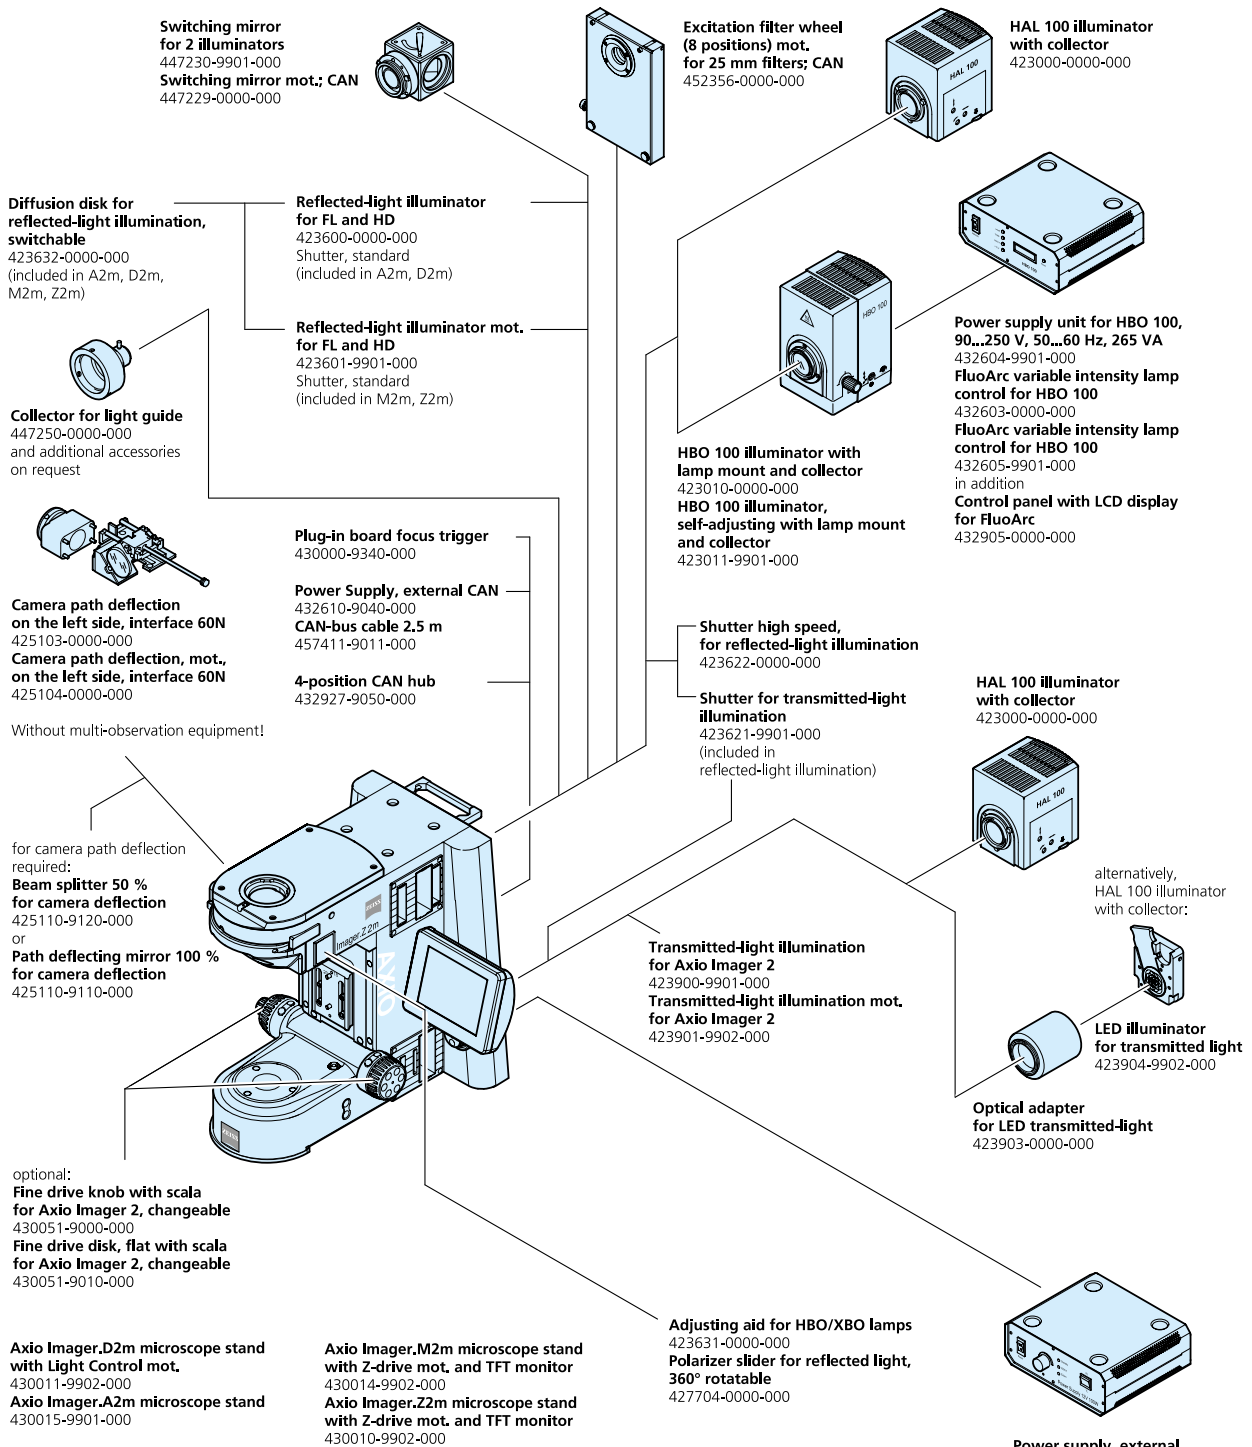 Switching mirror
for 2 illuminators
447230-9901-000
Switching mirror mot.; CAN
447229-0000-000
Excitation filter wheel
(8 positions) mot.
for 25 mm filters; CAN
452356-0000-000
HAL 100 illuminator
with collector
423000-0000-000
HAL 100
Diffusion disk for
reflected-light illumination,
switchable
423632-0000-000
(included in A2m, D2m,
M2m, Z2m)
Reflected-light illuminator
for FL and HD
423600-0000-000
Shutter, standard
(included in A2m, D2m)
Reflected-light illuminator mot.
for FL and HD
423601-9901-000
Shutter, standard
(included in M2m, Z2m)
HBO 100
HBO 100
Power supply unit for HBO 100,
90...250 V, 50...60 Hz, 265 VA
432604-9901-000
FluoArc variable intensity lamp
control for HBO 100
432603-0000-000
FluoArc variable intensity lamp
control for HBO 100
432605-9901-000
in addition
Control panel with LCD display
for FluoArc
432905-0000-000
Collector for light guide
447250-0000-000
and additional accessories
on request
HBO 100 illuminator with
lamp mount and collector
423010-0000-000
HBO 100 illuminator,
self-adjusting with lamp mount
and collector
423011-9901-000
Plug-in board focus trigger
430000-9340-000
Power Supply, external CAN
432610-9040-000
CAN-bus cable 2.5 m
457411-9011-000
4-position CAN hub
432927-9050-000
Camera path deflection
on the left side, interface 60N
425103-0000-000
Camera path deflection, mot.,
on the left side, interface 60N
425104-0000-000
Without multi-observation equipment!
Shutter high speed,
for reflected-light illumination
423622-0000-000
Shutter for transmitted-light
illumination
423621-9901-000
(included in
reflected-light illumination)
HAL 100 illuminator
with collector
423000-0000-000
HAL 100
for camera path deflection
required:
Beam splitter 50 %
for camera deflection
425110-9120-000
or
Path deflecting mirror 100 %
for camera deflection
425110-9110-000
ZEISS
Imager.Z 2m
AXIO
ZEISS
alternatively,
HAL 100 illuminator
with collector:
Transmitted-light illumination
for Axio Imager 2
423900-9901-000
Transmitted-light illumination mot.
for Axio Imager 2
423901-9902-000
LED illuminator
for transmitted light
423904-9902-000
Optical adapter
for LED transmitted-light
423903-0000-000
optional:
Fine drive knob with scala
for Axio Imager 2, changeable
430051-9000-000
Fine drive disk, flat with scala
for Axio Imager 2, changeable
430051-9010-000
Axio Imager.D2m microscope stand
with Light Control mot.
430011-9902-000
Axio Imager.A2m microscope stand
430015-9901-000
Axio Imager.M2m microscope stand
with Z-drive mot. and TFT monitor
430014-9902-000
Axio Imager.Z2m microscope stand
with Z-drive mot. and TFT monitor
430010-9902-000
Adjusting aid for HBO/XBO lamps
423631-0000-000
Polarizer slider for reflected light,
360° rotatable
427704-0000-000
Power supply, external